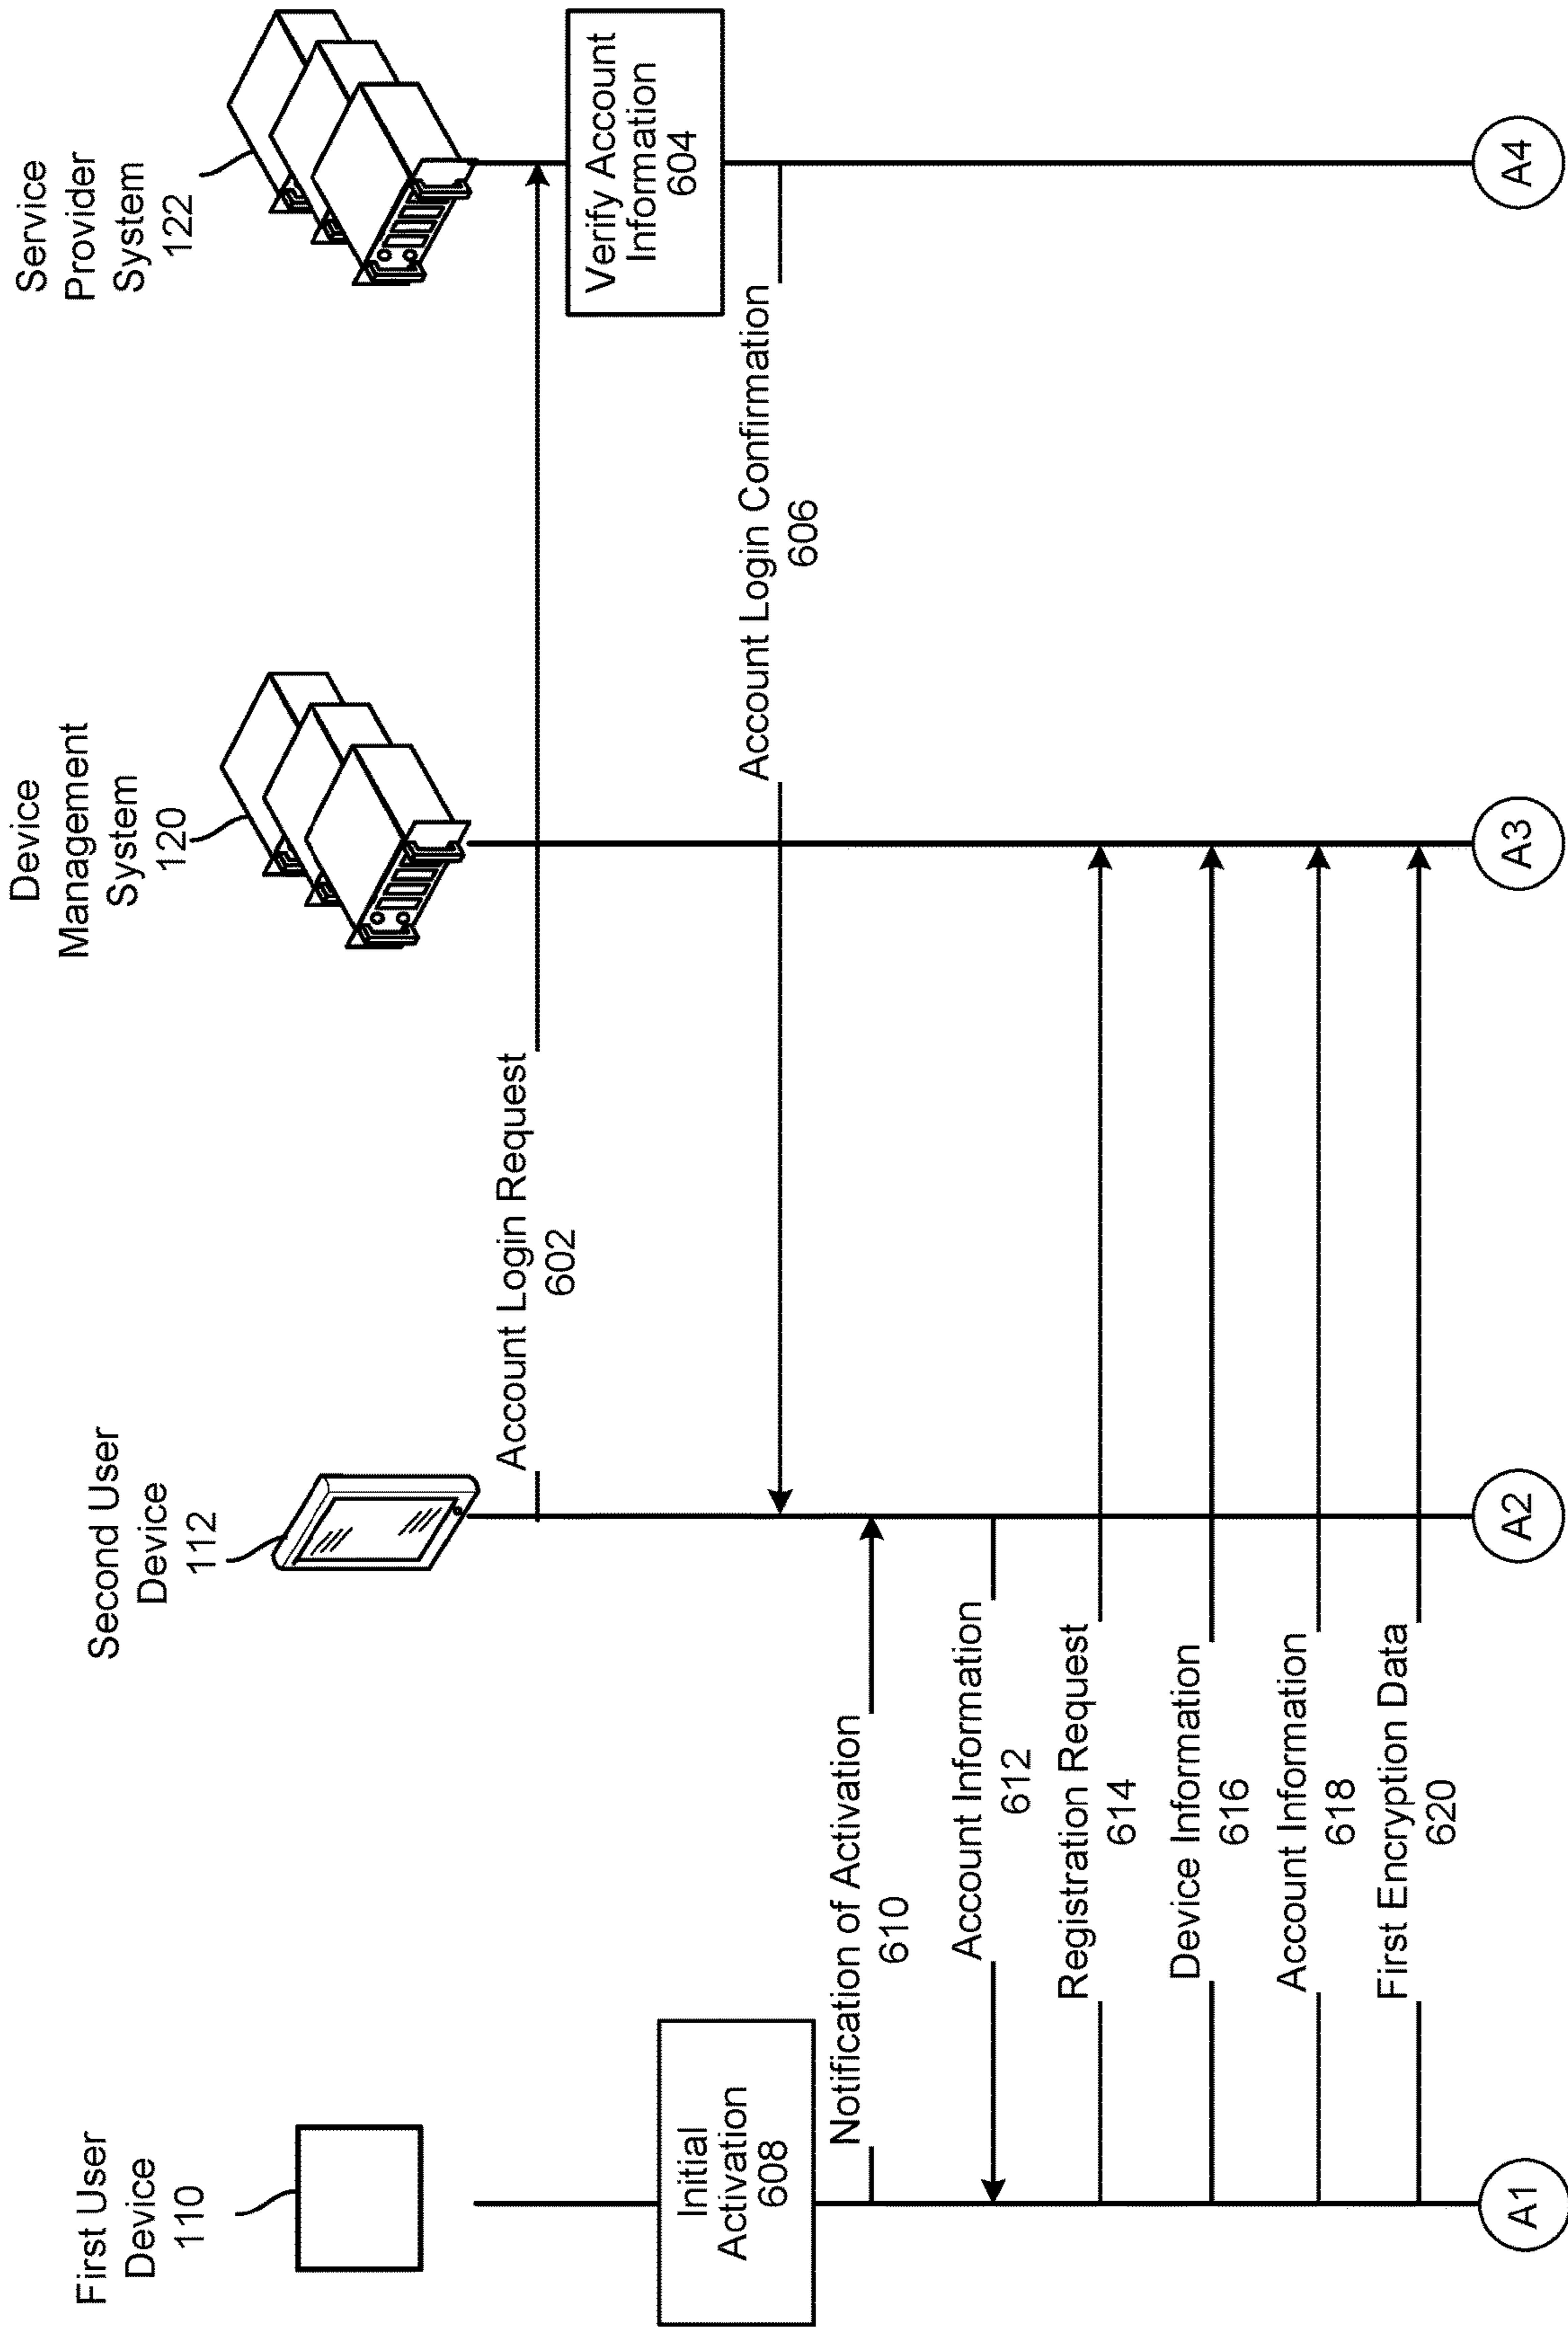 First User
Device
110
Second User
Device
112
Device
Management
System
120
Service
Provider
System
122
Account Login Request
602
Verify Account
Information
604
Account Login Confirmation
606
Initial
Activation
608
Notification of Activation
610
Account Information
612
Registration Request
614
Device Information
616
Account Information
618
First Encryption Data
620
A1
A2
A3
A4